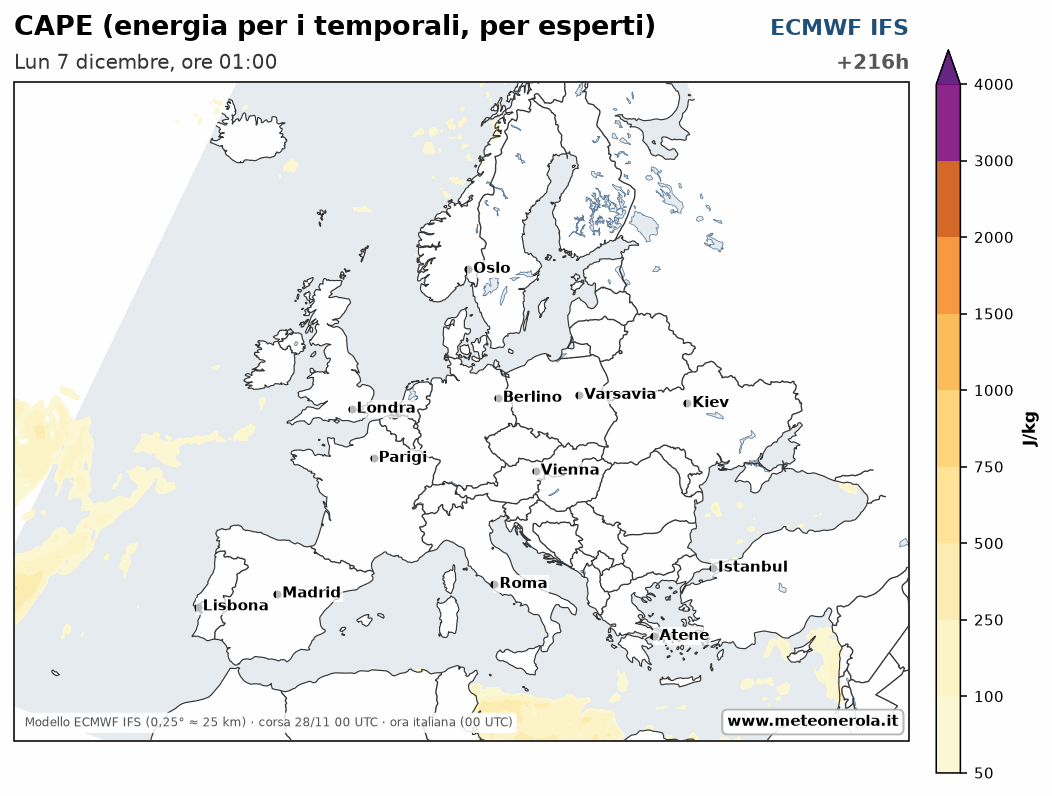 CAPE (energia per i temporali, per esperti)
ECMWF IFS
Lun 7 dicembre, ore 01:00
+216h
4000
3000
2000
1500
1000
750
500
250
100
50
J/kg
Oslo
Berlino
Varsavia
Kiev
Londra
Parigi
Vienna
Istanbul
Roma
Madrid
Lisbona
Atene
Modello ECMWF IFS (0,25° ≈ 25 km) · corsa 28/11 00 UTC · ora italiana (00 UTC)
www.meteonerola.it